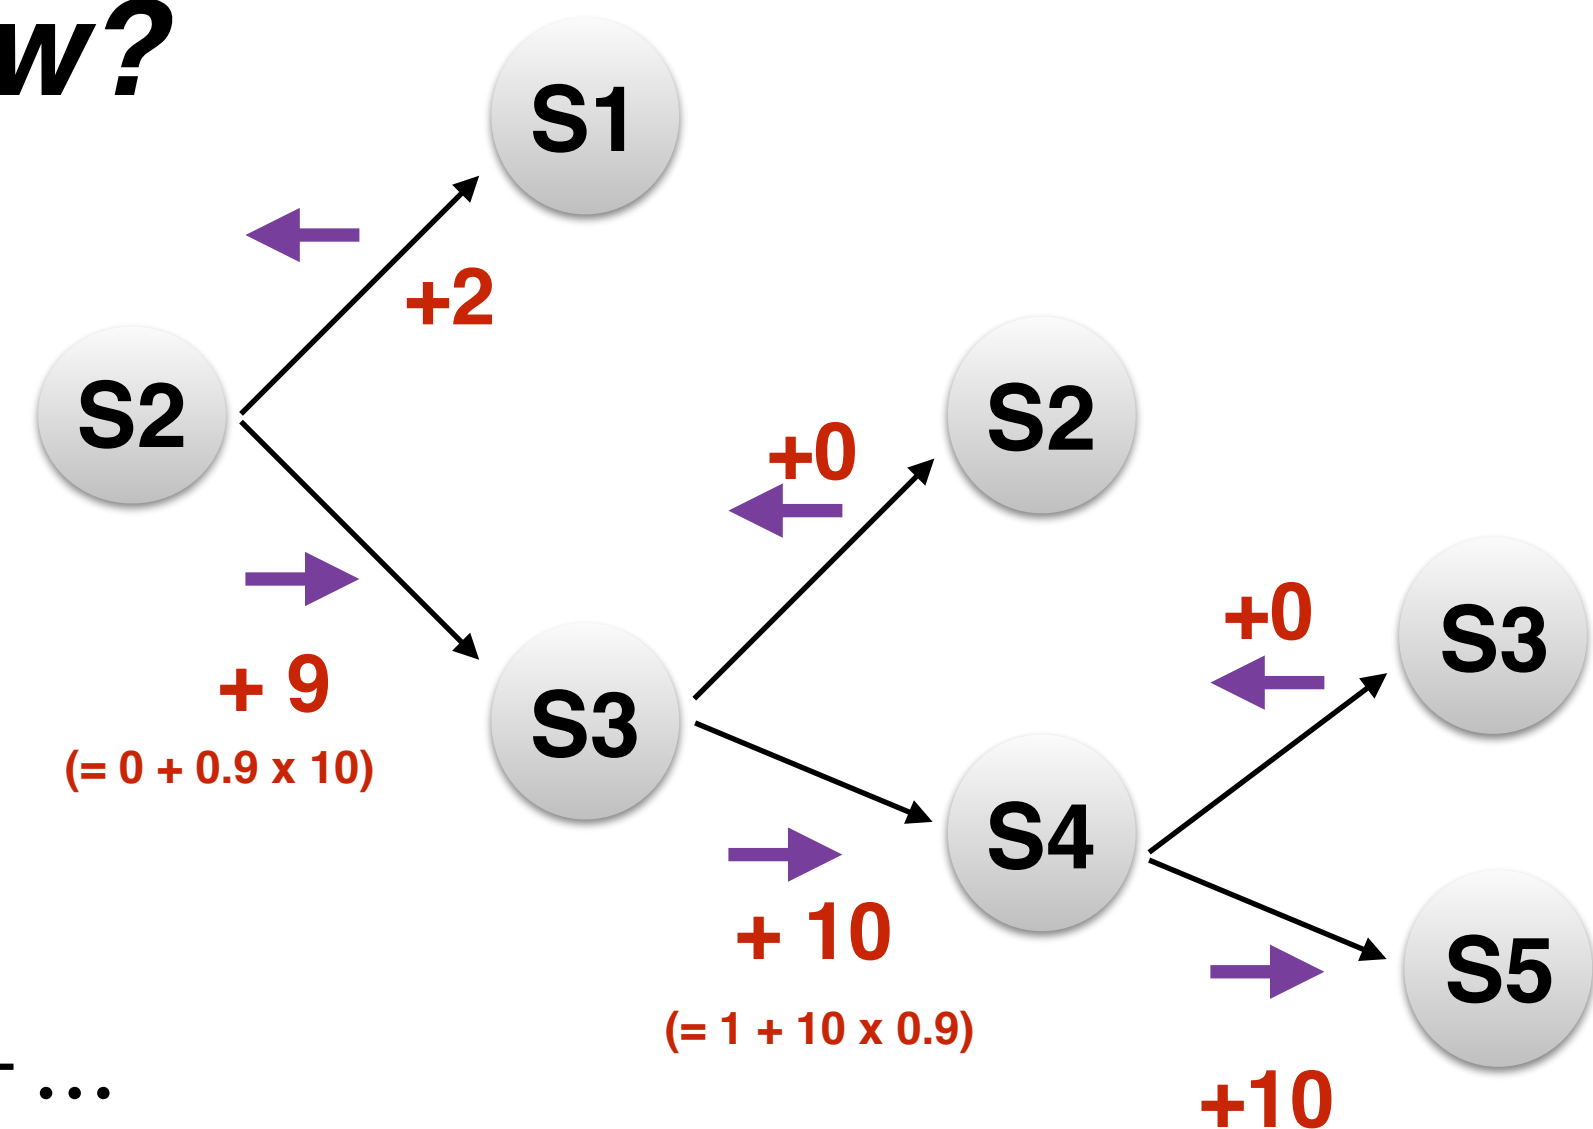 w?
S1
+2
S2
S2
+0
+0
S3
+ 9
S3
(= 0 + 0.9 x 10)
S4
+ 10
S5
(= 1 + 10 x 0.9)
...
+10